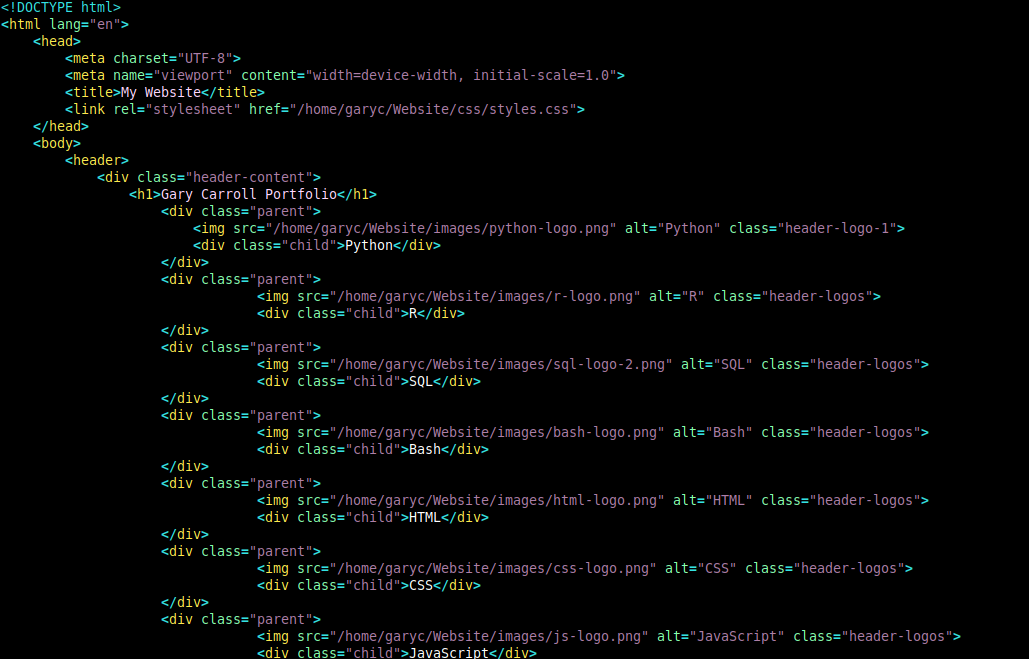 <!DOCTYPE html>
<html lang="en">
    <head>
        <meta charset="UTF-8">
        <meta name="viewport" content="width=device-width, initial-scale=1.0">
        <title>My Website</title>
        <link rel="stylesheet" href="/home/garyc/Website/css/styles.css">
    </head>
    <body>
        <header>
            <div class="header-content">
                <h1>Gary Carroll Portfolio</h1>
                    <div class="parent">
                        <img src="/home/garyc/Website/images/python-logo.png" alt="Python" class="header-logo-1">
                        <div class="child">Python</div>
                    </div>
                    <div class="parent">
                                <img src="/home/garyc/Website/images/r-logo.png" alt="R" class="header-logos">
                                <div class="child">R</div>
                    </div>
                    <div class="parent">
                                <img src="/home/garyc/Website/images/sql-logo-2.png" alt="SQL" class="header-logos">
                                <div class="child">SQL</div>
                    </div>
                    <div class="parent">
                                <img src="/home/garyc/Website/images/bash-logo.png" alt="Bash" class="header-logos">
                                <div class="child">Bash</div>
                    </div>
                    <div class="parent">
                                <img src="/home/garyc/Website/images/html-logo.png" alt="HTML" class="header-logos">
                                <div class="child">HTML</div>
                    </div>
                    <div class="parent">
                                <img src="/home/garyc/Website/images/css-logo.png" alt="CSS" class="header-logos">
                                <div class="child">CSS</div>
                    </div>
                    <div class="parent">
                                <img src="/home/garyc/Website/images/js-logo.png" alt="JavaScript" class="header-logos">
                                <div class="child">JavaScript</div>